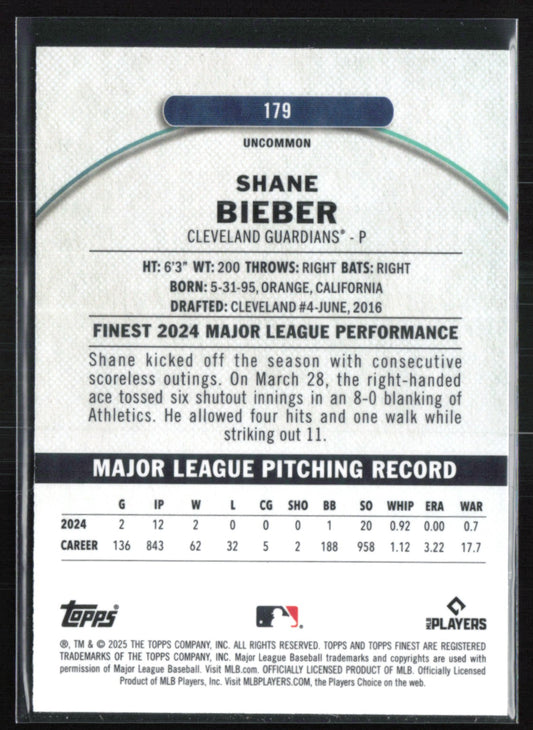 179
UNCOMMON
SHANE
BIEBER
CLEVELAND GUARDIANS® - P
HT: 6'3" WT: 200 THROWS: RIGHT BATS: RIGHT
BORN: 5-31-95, ORANGE, CALIFORNIA
DRAFTED: CLEVELAND #4-JUNE, 2016
FINEST 2024 MAJOR LEAGUE PERFORMANCE
Shane kicked off the season with consecutive
scoreless outings. On March 28, the right-handed
ace tossed six shutout innings in an 8-0 blanking of
Athletics. He allowed four hits and one walk while
striking out 11.
MAJOR LEAGUE PITCHING RECORD
G IP W L CG SHO BB SO WHIP ERA WAR
2024 2 12 2 0 0 0 1 20 0.92 0.00 0.7
CAREER 136 843 62 32 5 2 188 958 1.12 3.22 17.7
Topps® MLB PLAYERS
®, TM & © 2025 THE TOPPS COMPANY, INC. ALL RIGHTS RESERVED. TOPPS AND TOPPS FINEST ARE REGISTERED
TRADEMARKS OF THE TOPPS COMPANY, INC. Major League Baseball trademarks and copyrights are used with
permission of Major League Baseball. Visit MLB.com. OFFICIALLY LICENSED PRODUCT OF MLB. Officially Licensed
Product of MLB Players, Inc. Visit MLBPLAYERS.COM, the Players Choice on the web.